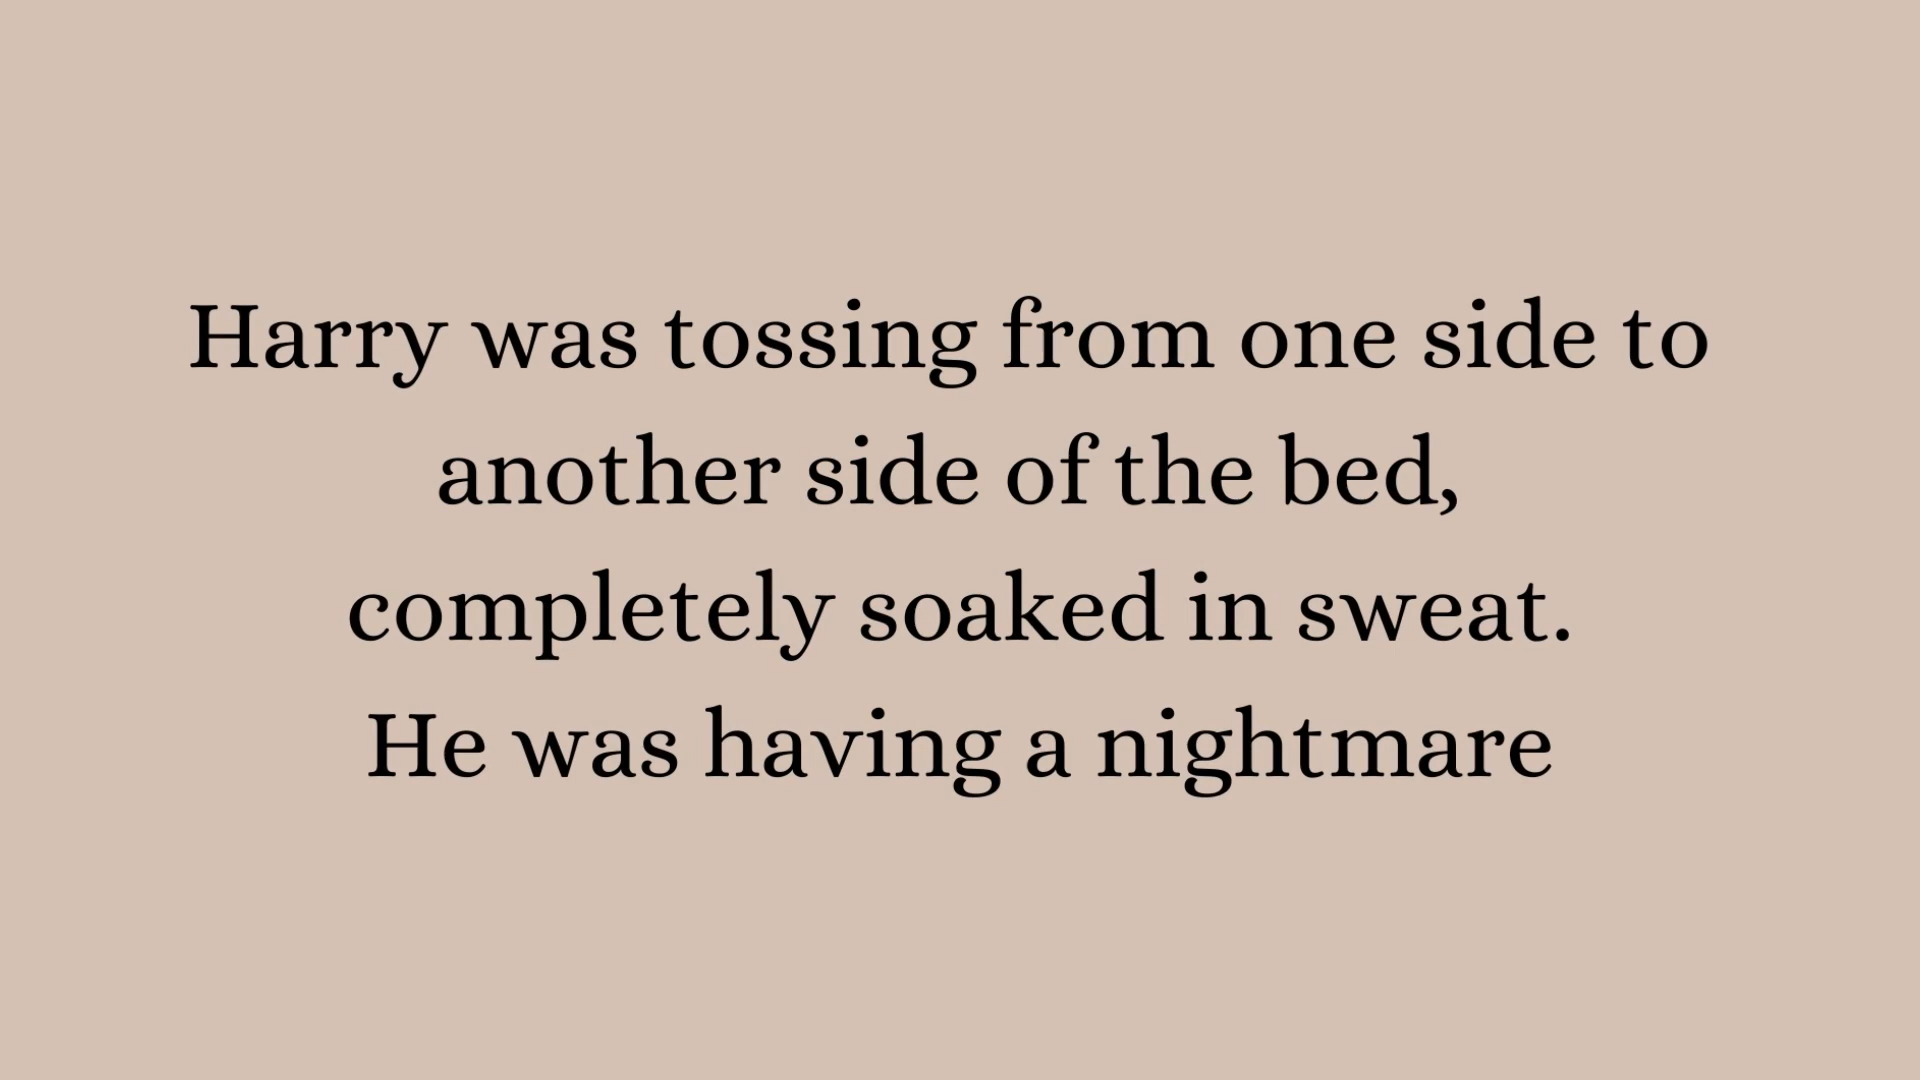 Harry was tossing from one side to
another side of the bed,
completely soaked in sweat.
He was having a nightmare